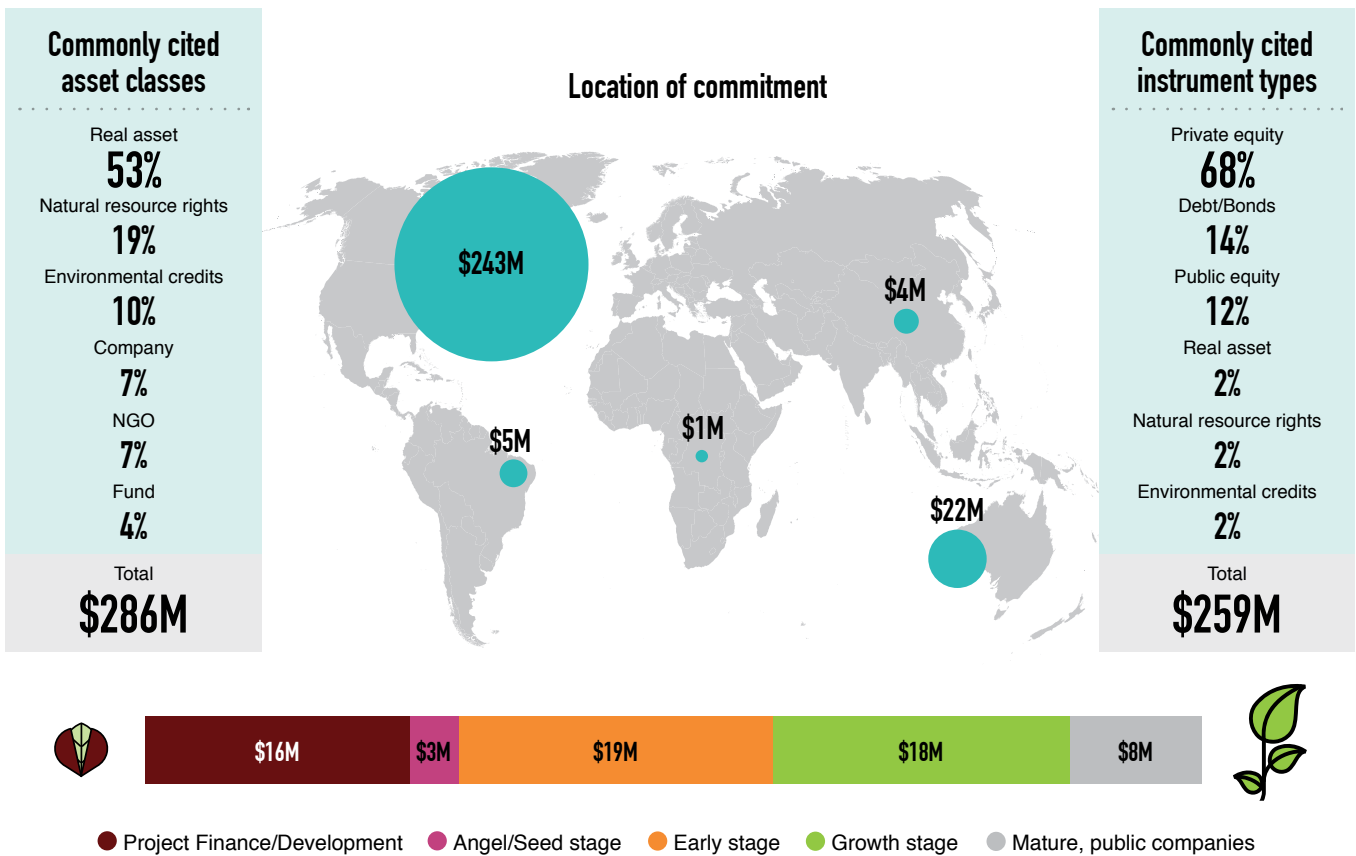 Commonly cited
asset classes
Real asset
53%
Natural resource rights
19%
Environmental credits
10%
Company
7%
NGO
7%
Fund
4%
Total
$286M
Location of commitment
$243M
$4M
$5M
$1M
$22M
Commonly cited
instrument types
Private equity
68%
Debt/Bonds
14%
Public equity
12%
Real asset
2%
Natural resource rights
2%
Environmental credits
2%
Total
$259M
$16M
$3M
$19M
$18M
$8M
Project Finance/Development
Angel/Seed stage
Early stage
Growth stage
Mature, public companies